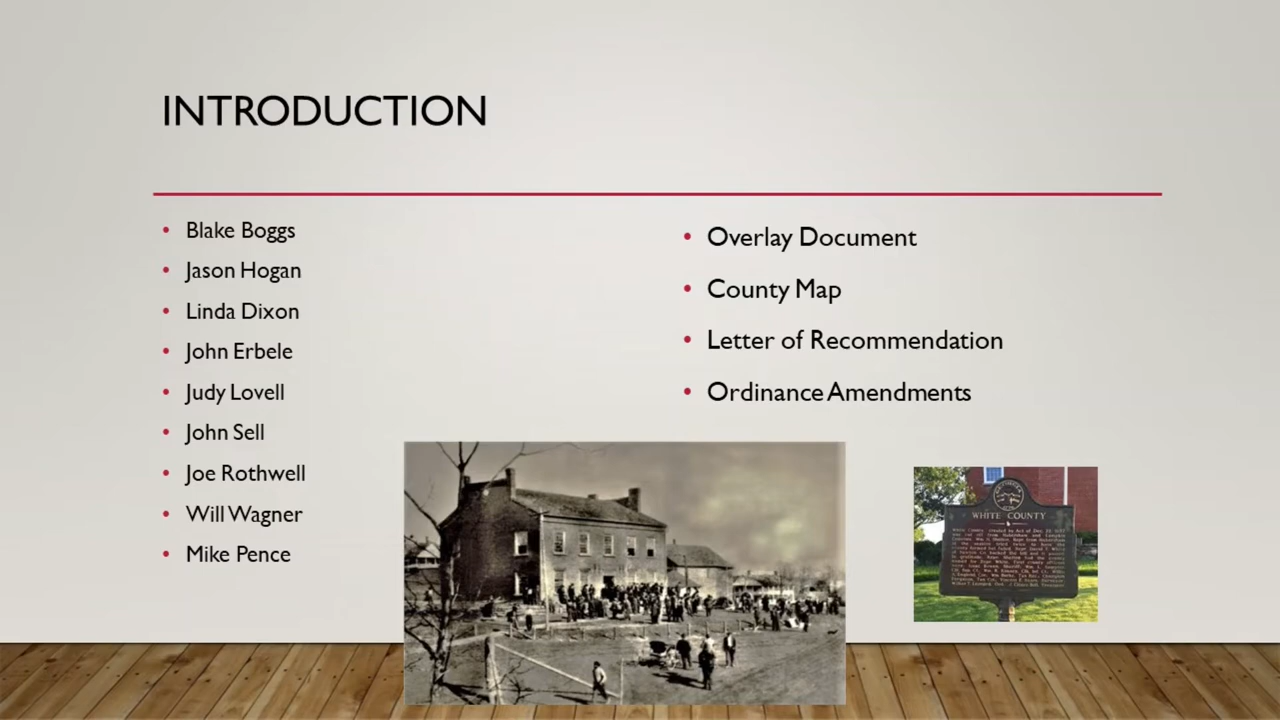 INTRODUCTION
• Blake Boggs
• Jason Hogan
• Linda Dixon
• John Erbele
• Judy Lovell
• John Sell
• Joe Rothwell
• Will Wagner
• Mike Pence
• Overlay Document
• County Map
• Letter of Recommendation
• Ordinance Amendments
WHITE COUNTY